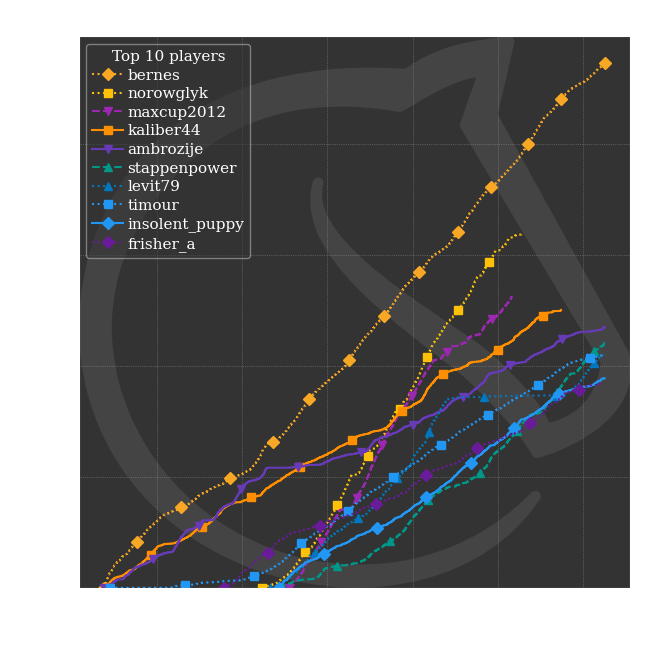 Top 10 players
bernes
norowglyk
maxcup2012
kaliber44
ambrozije
stappenpower
levit79
timour
insolent_puppy
frisher_a